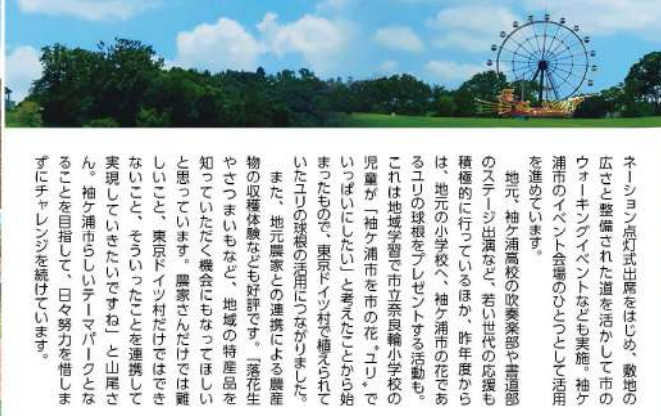 ネーション点灯式出席をはじめ、敷地の
広さと整備された道を活かして市の
ウォーキングイベントなども実施。袖ケ
浦市のイベント会場のひとつとして活用
を進めています。
地元、袖ケ浦高校の吹奏楽部や書道部
のステージ出演など、若い世代の応援も
積極的に行っているほか、昨年度から
は、地元の小学校へ、袖ケ浦市の花であ
るユリの球根をプレゼントする活動も。
これは地域学習で市立奈良輪小学校の
児童が「袖ケ浦市を市の花〝ユリ〟で
いっぱいにしたい」と考えたことから始
まったもので、東京ドイツ村で植えられて
いたユリの球根の活用につながりました。
また、地元農家との連携による農産
物の収穫体験なども好評です。「落花生
やさつまいもなど、地域の特産品を
知っていただく機会にもなってほしい
と思っています。農家さんだけでは難
しいこと、東京ドイツ村だけではでき
ないこと、そういったことを連携して
実現していきたいですね」と山尾さ
ん。袖ケ浦市らしいテーマパークとな
ることを目指して、日々努力を惜しま
ずにチャレンジを続けています。